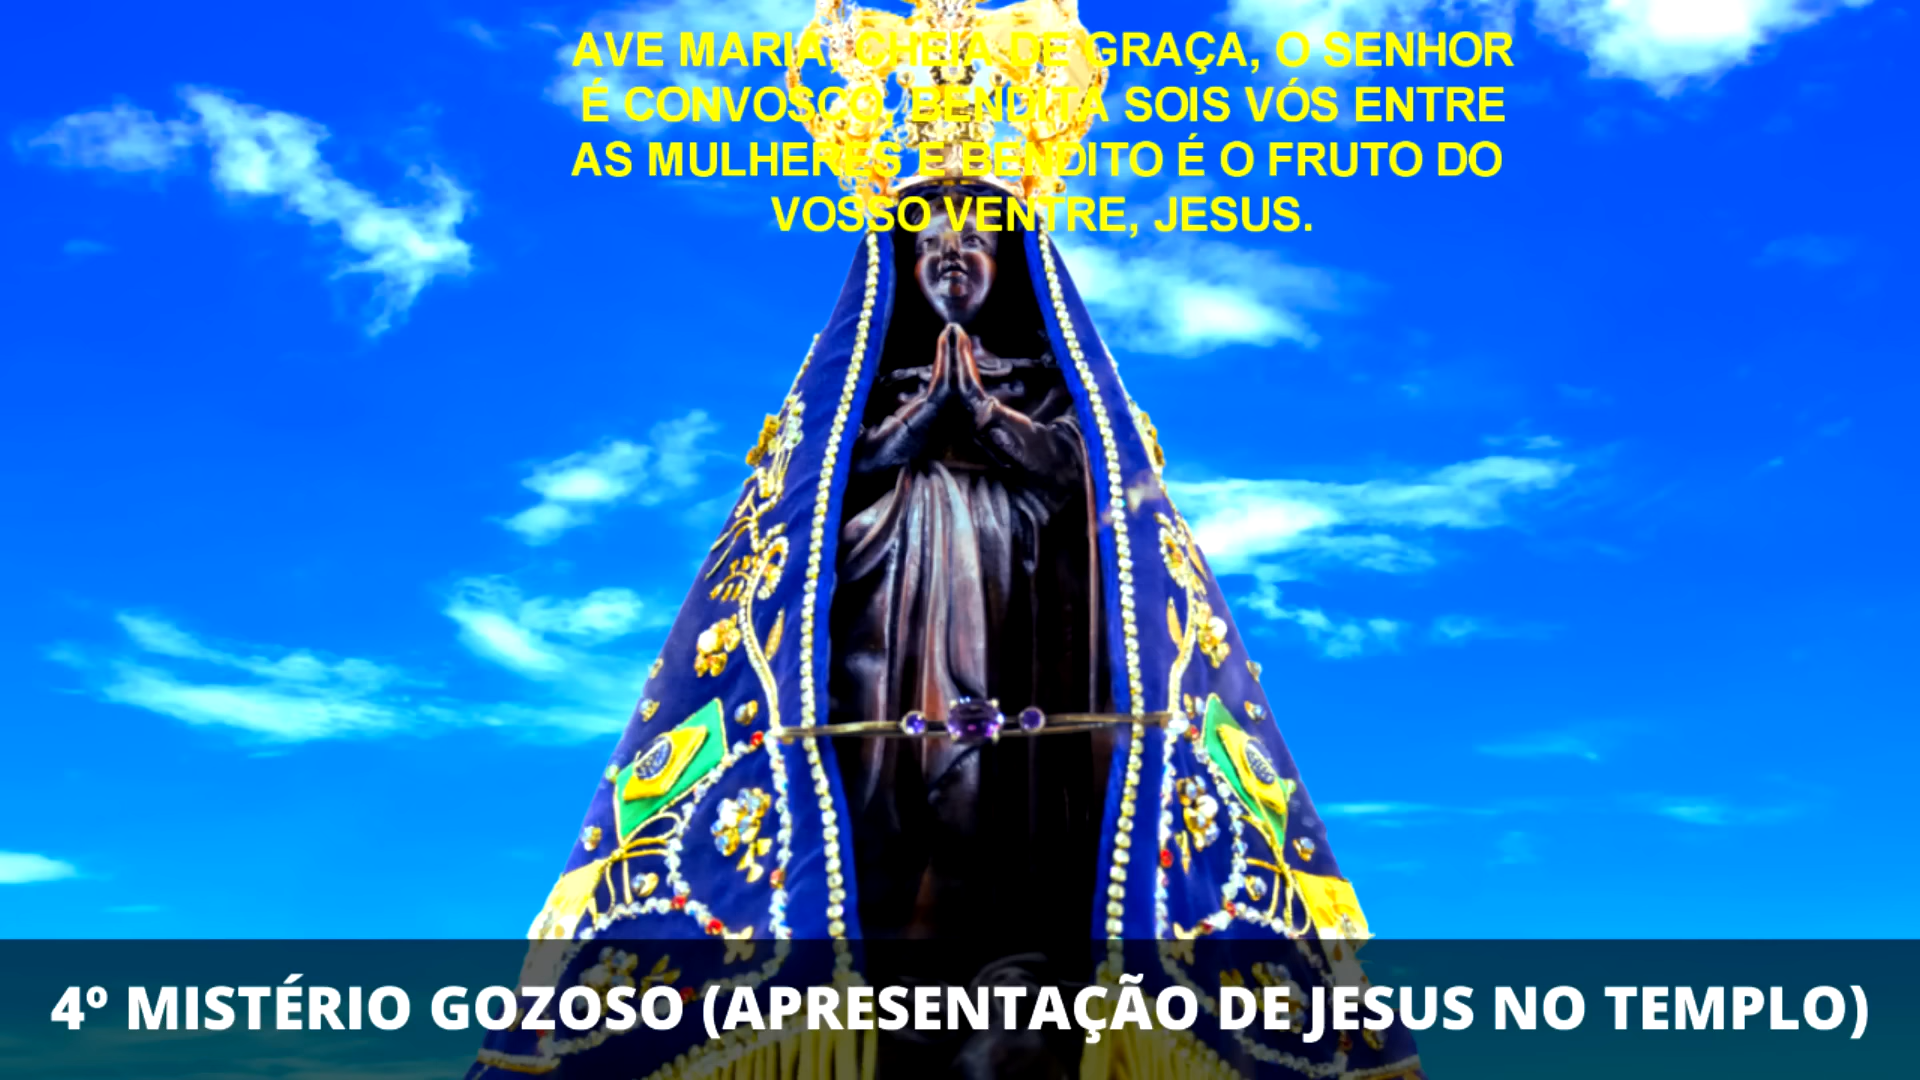 AVE MARIA, CHEIA DE GRAÇA, O SENHOR
É CONVOSCO, BENDITA SOIS VÓS ENTRE
AS MULHERES E BENDITO É O FRUTO DO
VOSSO VENTRE, JESUS.
4º MISTÉRIO GOZOSO (APRESENTAÇÃO DE JESUS NO TEMPLO)